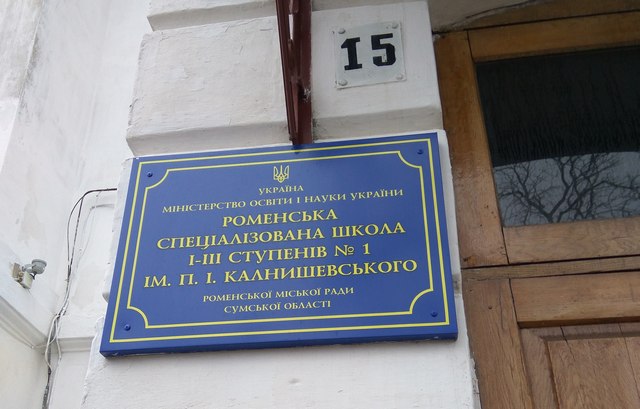 15
УКРАЇНА
МІНІСТЕРСТВО ОСВІТИ І НАУКИ УКРАЇНИ
РОМЕНСЬКА
СПЕЦІАЛІЗОВАНА ШКОЛА
І-ІІІ СТУПЕНІВ № 1
ІМ. П. І. КАЛНИШЕВСЬКОГО
РОМЕНСЬКОЇ МІСЬКОЇ РАДИ
СУМСЬКОЇ ОБЛАСТІ